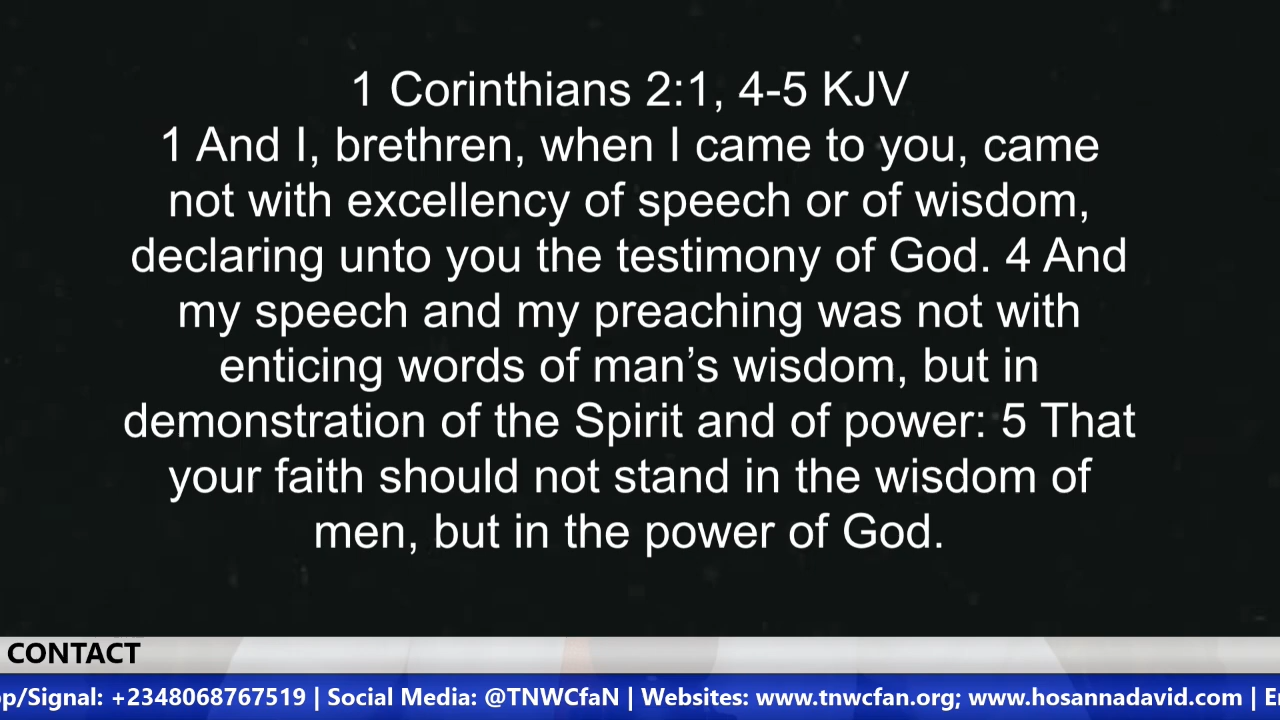 1 Corinthians 2:1, 4-5 KJV
1 And I, brethren, when I came to you, came
not with excellency of speech or of wisdom,
declaring unto you the testimony of God. 4 And
my speech and my preaching was not with
enticing words of man’s wisdom, but in
demonstration of the Spirit and of power: 5 That
your faith should not stand in the wisdom of
men, but in the power of God.
CONTACT
/Signal: +2348068767519 | Social Media: @TNWCfaN | Websites: www.tnwcfan.org; www.hosannadavid.com |